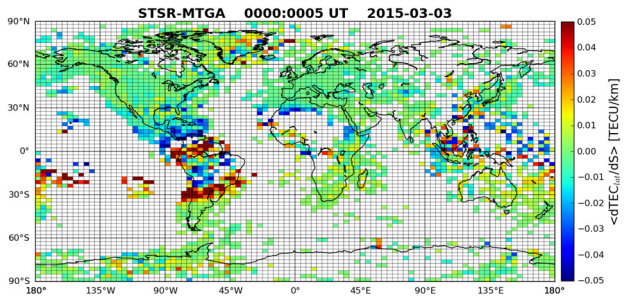 STSR-MTGA 0000:0005 UT 2015-03-03
90°N
60°N
30°N
0°
30°S
60°S
90°S
180° 135°W 90°W 45°W 0° 45°E 90°E 135°E 180°
0.05
0.04
0.03
0.02
0.01
0.00
−0.01
−0.02
−0.03
−0.04
−0.05
<dTEC_lat/dS> [TECU/km]